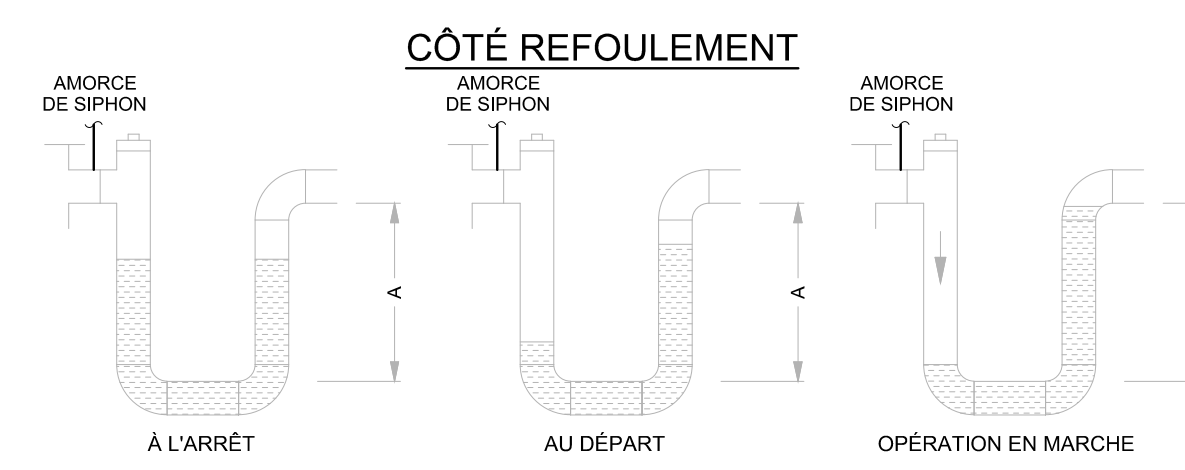 CÔTÉ REFOULEMENT
AMORCE
DE SIPHON
AMORCE
DE SIPHON
AMORCE
DE SIPHON
A
A
À L'ARRÊT
AU DÉPART
OPÉRATION EN MARCHE